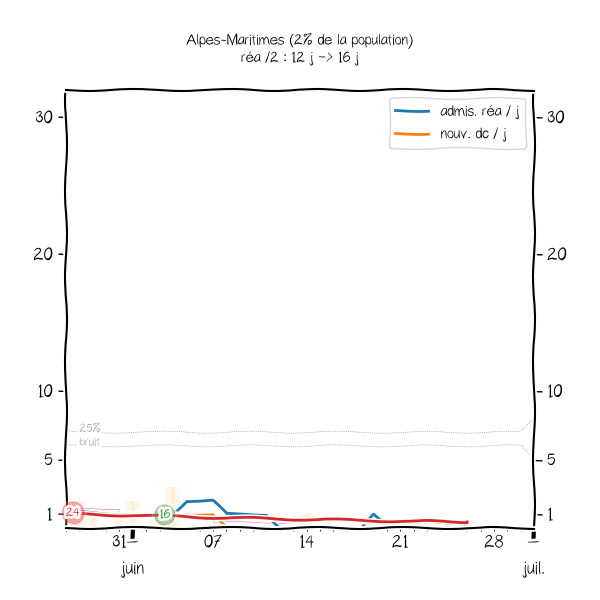 Alpes-Maritimes (2% de la population)
réa /2 : 12 j -> 16 j
admis. réa / j
nouv. dc / j
30
30
20
20
10
10
25%
bruit
5
5
1
24
16
1
31
07
14
21
28
juin
juil.